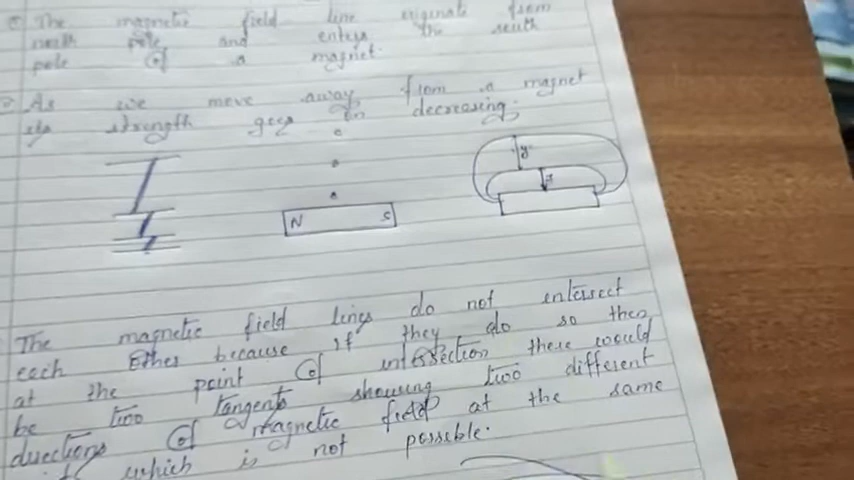 The magnetic field line originate from
north pole and enters the south
pole of a magnet.
As we move away from a magnet
its strength goes on decreasing.
y
x
N S
The magnetic field lines do not intersect
each other because if they do so then
at the point of intersection there would
be two tangents showing two different
directions of magnetic field at the same
which is not possible.